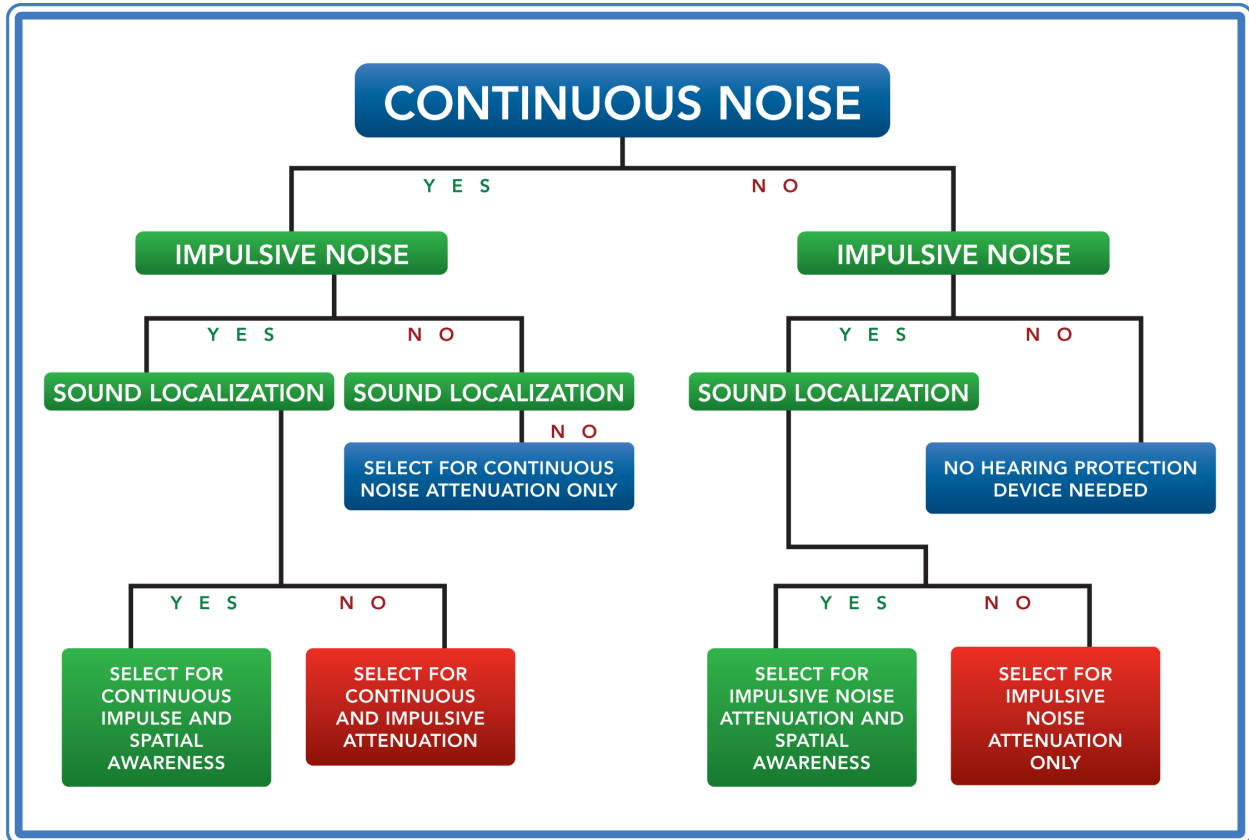 CONTINUOUS NOISE
YES
NO
IMPULSIVE NOISE
IMPULSIVE NOISE
YES
NO
YES
NO
SOUND LOCALIZATION
SOUND LOCALIZATION
SOUND LOCALIZATION
NO
SELECT FOR CONTINUOUS
NOISE ATTENUATION ONLY
NO HEARING PROTECTION
DEVICE NEEDED
YES
NO
YES
NO
SELECT FOR
CONTINUOUS
IMPULSE AND
SPATIAL
AWARENESS
SELECT FOR
CONTINUOUS
AND IMPULSIVE
ATTENUATION
SELECT FOR
IMPULSIVE NOISE
ATTENUATION AND
SPATIAL
AWARENESS
SELECT FOR
IMPULSIVE
NOISE
ATTENUATION
ONLY